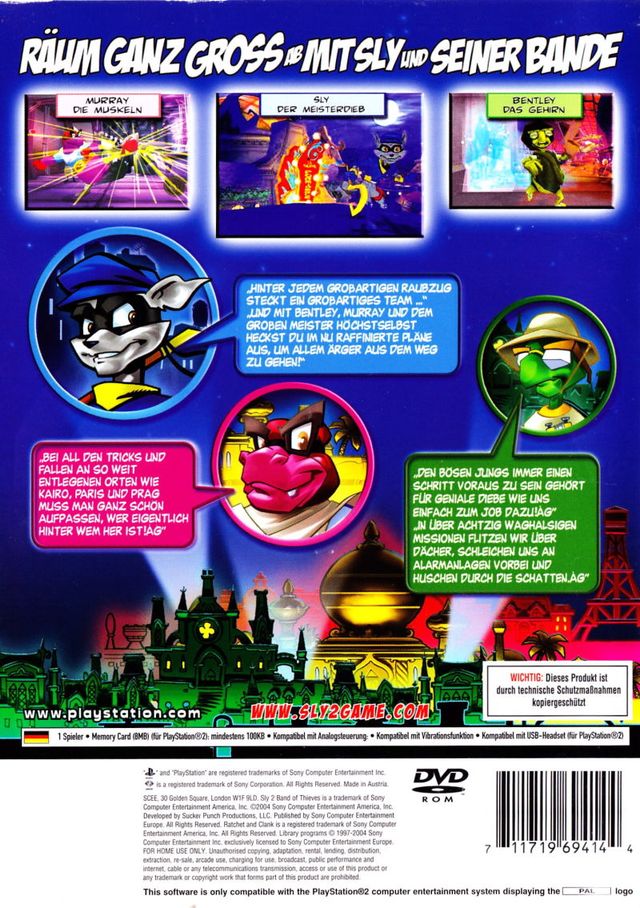 RÄUM GANZ GROSS AB MIT SLY UND SEINER BANDE
MURRAY
DIE MUSKELN
SLY
DER MEISTERDIEB
BENTLEY
DAS GEHIRN
„HINTER JEDEM GROBARTIGEN RAUBZUG
STECKT EIN GROBARTIGES TEAM ...“
„UND MIT BENTLEY, MURRAY UND DEM
GROBEN MEISTER HÖCHSTSELBST
HECKST DU IM NU RAFFINIERTE PLÄNE
AUS, UM ALLEM ÄRGER AUS DEM WEG
ZU GEHEN!“
„BEI ALL DEN TRICKS UND
FALLEN AN SO WEIT
ENTLEGENEN ORTEN WIE
KAIRO, PARIS UND PRAG
MUSS MAN GANZ SCHÖN
AUFPASSEN, WER EIGENTLICH
HINTER WEM HER IST!ÂG“
„DEN BÖSEN JUNGS IMMER EINEN
SCHRITT VORAUS ZU SEIN GEHÖRT
FÜR GENIALE DIEBE WIE UNS
EINFACH ZUM JOB DAZU!ÂG“
„IN ÜBER ACHTZIG WAGHALSIGEN
MISSIONEN FLITZEN WIR ÜBER
DÄCHER, SCHLEICHEN UNS AN
ALARMANLAGEN VORBEI UND
HUSCHEN DURCH DIE SCHATTEN.ÂG“
WICHTIG: Dieses Produkt ist
durch technische Schutzmaßnahmen
kopiergeschützt
www.playstation.com
WWW.SLY2GAME.COM
1 Spieler • Memory Card (8MB) (für PlayStation®2): mindestens 100KB • Kompatibel mit Analogsteuerung: • Kompatibel mit Vibrationsfunktion • Kompatibel mit USB-Headset (für PlayStation®2)
" and "PlayStation" are registered trademarks of Sony Computer Entertainment Inc.
is a registered trademark of Sony Corporation. All Rights Reserved. Made in Austria.
SCEE, 30 Golden Square, London W1F 9LD. Sly 2 Band of Thieves is a trademark of Sony
Computer Entertainment America, Inc. ©2004 Sony Computer Entertainment America, Inc.
Developed by Sucker Punch Productions, LLC. Published by Sony Computer Entertainment
Europe. All Rights Reserved. Ratchet and Clank is a registered trademark of Sony Computer
Entertainment America, Inc. All Rights Reserved. Library programs © 1997-2004 Sony
Computer Entertainment Inc. exclusively licensed to Sony Computer Entertainment Europe.
FOR HOME USE ONLY. Unauthorised copying, adaptation, rental, lending, distribution,
extraction, re-sale, arcade use, charging for use, broadcast, public performance and
internet, cable or any telecommunications transmission, access or use of this product or
any trademark or copyright work that forms part of this product are prohibited.
DVD
ROM
7 11719 69414 4
This software is only compatible with the PlayStation®2 computer entertainment system displaying the PAL logo